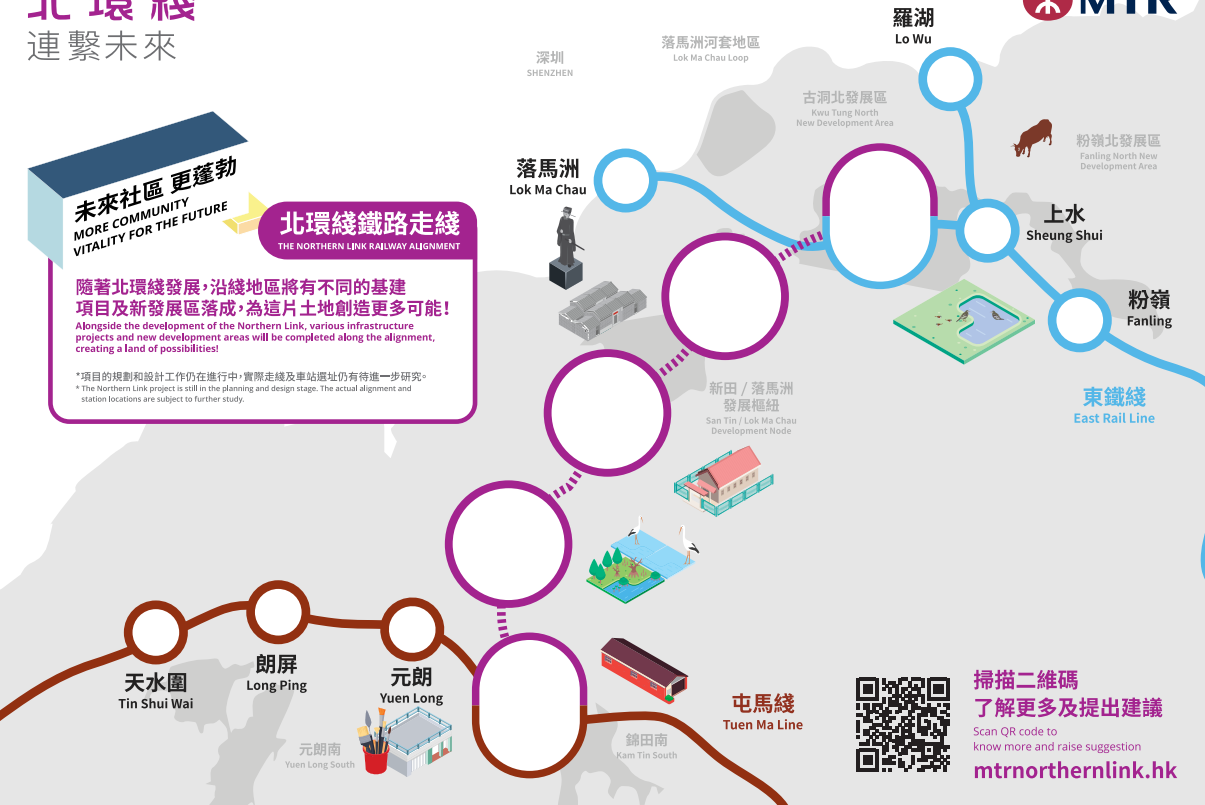 北環綫
連繫未來
MTR
羅湖
Lo Wu
深圳
SHENZHEN
落馬洲河套地區
Lok Ma Chau Loop
古洞北發展區
Kwu Tung North
New Development Area
粉嶺北發展區
Fanling North New
Development Area
落馬洲
Lok Ma Chau
上水
Sheung Shui
粉嶺
Fanling
東鐵綫
East Rail Line
未來社區 更蓬勃
MORE COMMUNITY
VITALITY FOR THE FUTURE
北環綫鐵路走綫
THE NORTHERN LINK RAILWAY ALIGNMENT
隨著北環綫發展，沿綫地區將有不同的基建
項目及新發展區落成，為這片土地創造更多可能！
Alongside the development of the Northern Link, various infrastructure
projects and new development areas will be completed along the alignment,
creating a land of possibilities!
*項目的規劃和設計工作仍在進行中，實際走綫及車站選址仍有待進一步研究。
* The Northern Link project is still in the planning and design stage. The actual alignment and
station locations are subject to further study.
新田 / 落馬洲
發展樞紐
San Tin / Lok Ma Chau
Development Node
天水圍
Tin Shui Wai
朗屏
Long Ping
元朗
Yuen Long
元朗南
Yuen Long South
錦田南
Kam Tin South
屯馬綫
Tuen Ma Line
掃描二維碼
了解更多及提出建議
Scan QR code to
know more and raise suggestion
mtrnorthernlink.hk